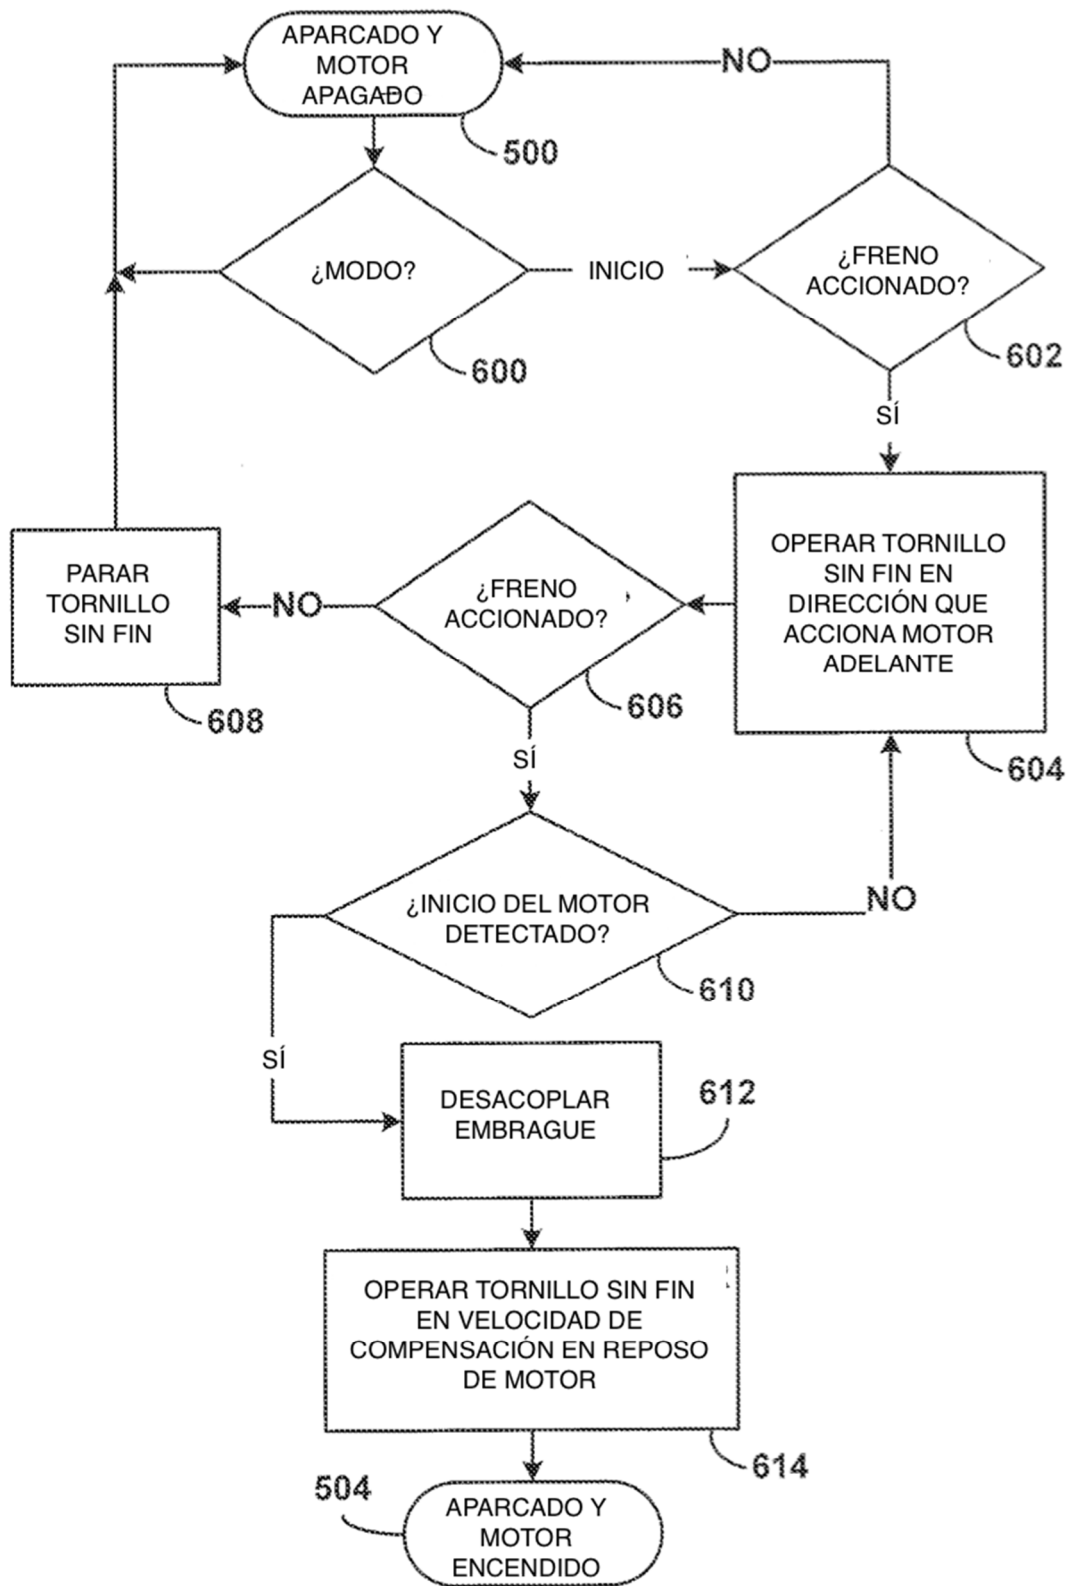 APARCADO Y
MOTOR
APAGADO
500
NO
¿MODO?
600
INICIO
¿FRENO
ACCIONADO?
602
SÍ
OPERAR TORNILLO
SIN FIN EN
DIRECCIÓN QUE
ACCIONA MOTOR
ADELANTE
604
¿FRENO
ACCIONADO?
606
NO
PARAR
TORNILLO
SIN FIN
608
SÍ
¿INICIO DEL MOTOR
DETECTADO?
610
NO
SÍ
DESACOPLAR
EMBRAGUE
612
OPERAR TORNILLO SIN FIN
EN VELOCIDAD DE
COMPENSACIÓN EN REPOSO
DE MOTOR
614
504
APARCADO Y
MOTOR
ENCENDIDO